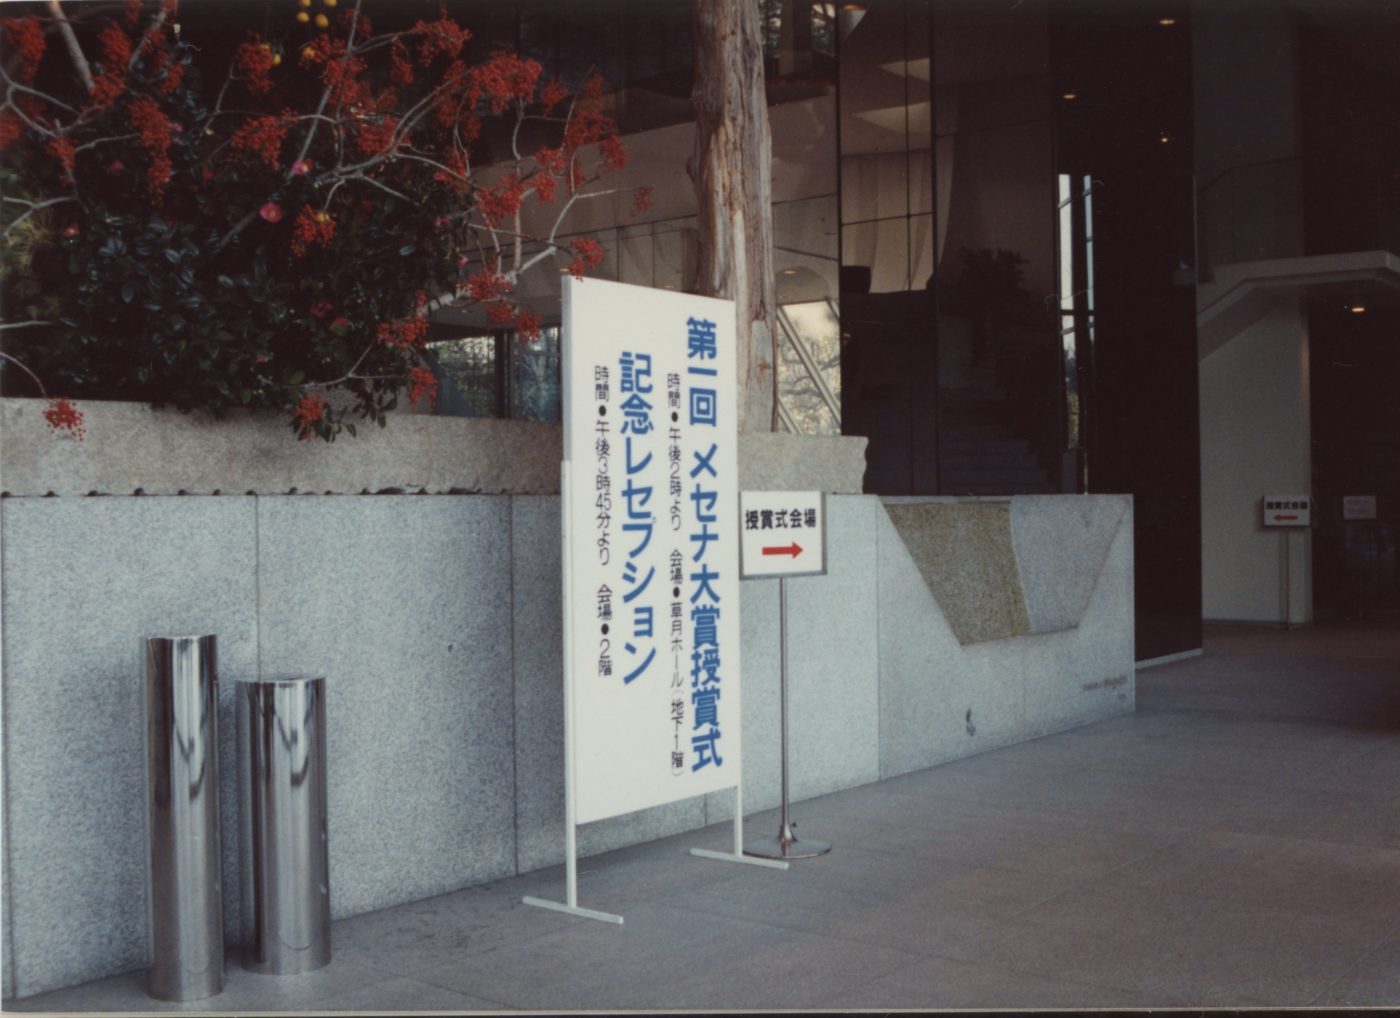 第一回 メセナ大賞授賞式
時間●午後2時より 会場●草月ホール(地下1階)
記念レセプション
時間●午後3時45分より 会場●2階
授賞式会場
授賞式会場